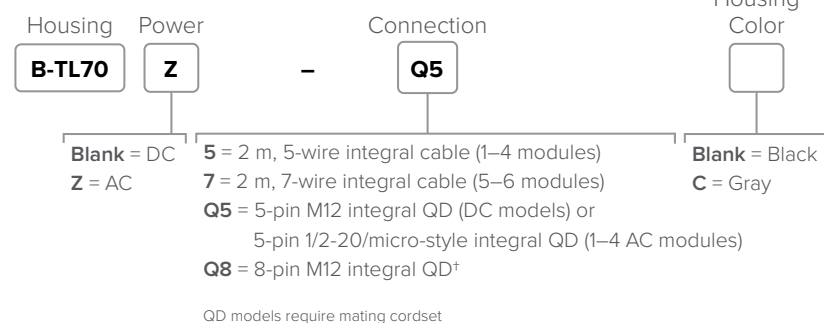 Housing Power Connection Housing
Color
B-TL70 Z – Q5
Blank = DC
Z = AC
5 = 2 m, 5-wire integral cable (1–4 modules)
7 = 2 m, 7-wire integral cable (5–6 modules)
Q5 = 5-pin M12 integral QD (DC models) or
5-pin 1/2-20/micro-style integral QD (1–4 AC modules)
Q8 = 8-pin M12 integral QD†
QD models require mating cordset
Blank = Black
C = Gray